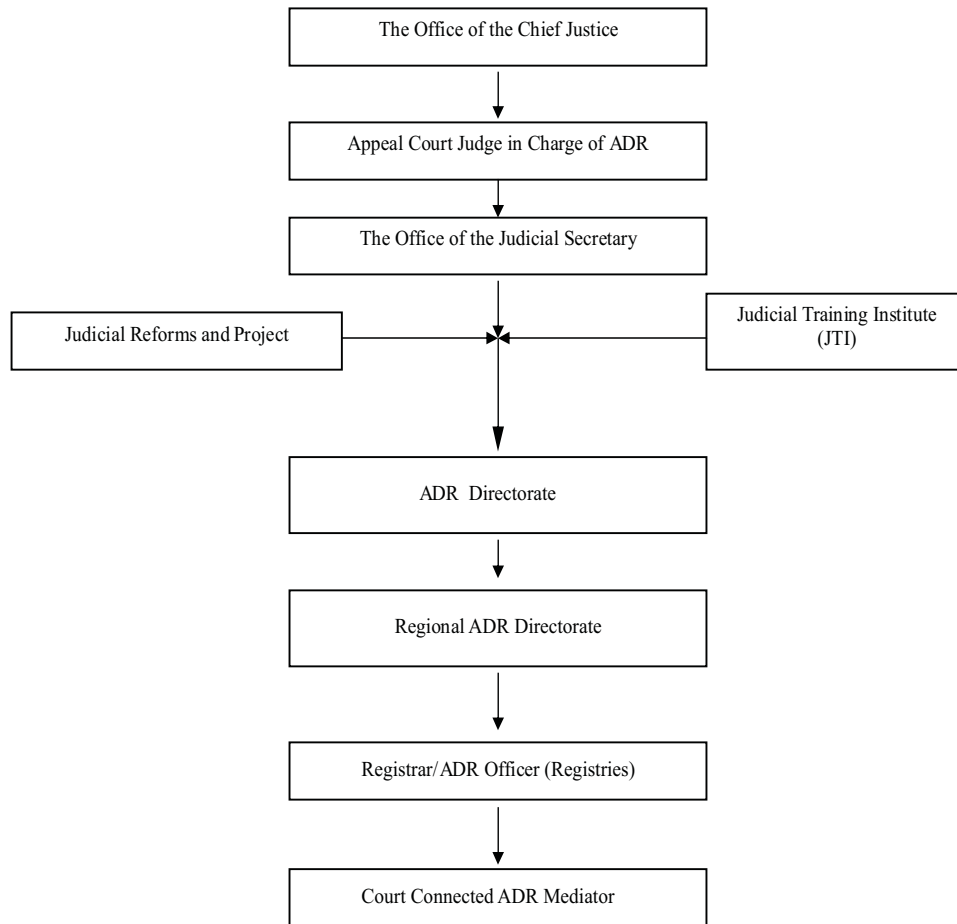 The Office of the Chief Justice
Appeal Court Judge in Charge of ADR
The Office of the Judicial Secretary
Judicial Reforms and Project
Judicial Training Institute
(JTI)
ADR Directorate
Regional ADR Directorate
Registrar/ADR Officer (Registries)
Court Connected ADR Mediator